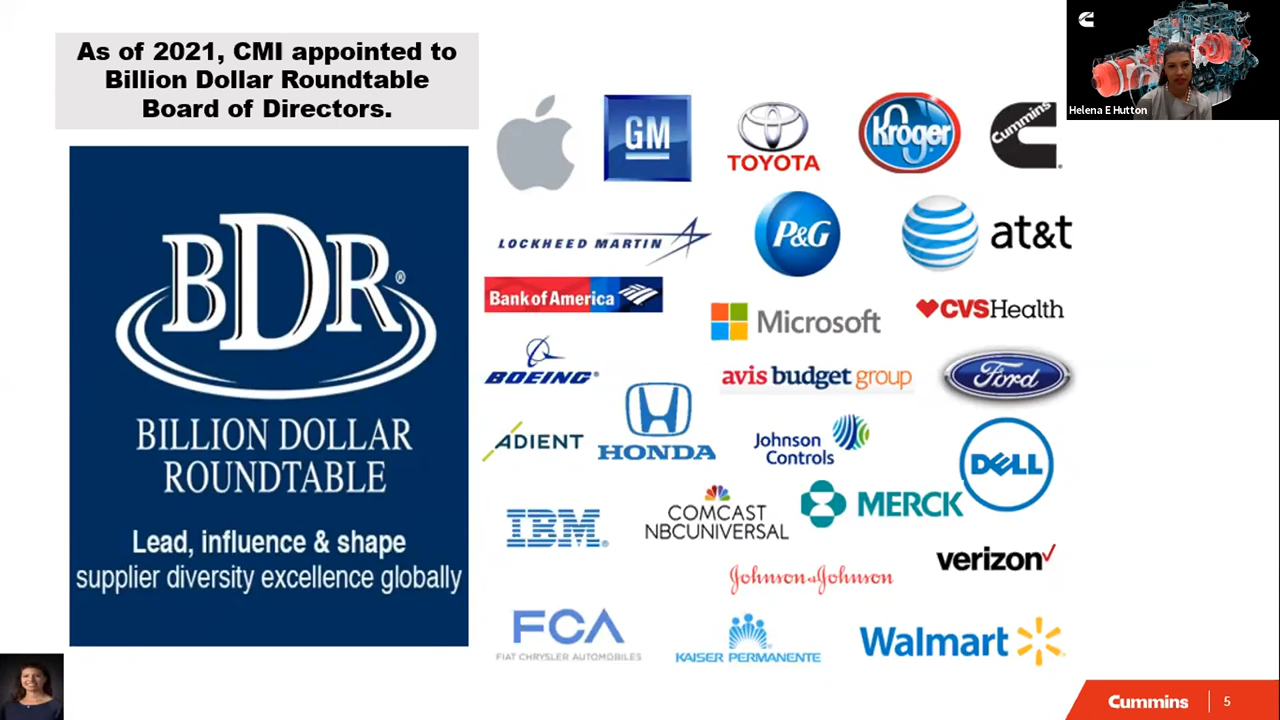 As of 2021, CMI appointed to
Billion Dollar Roundtable
Board of Directors.
Helena E Hutton
BDR®
BILLION DOLLAR
ROUNDTABLE
Lead, influence & shape
supplier diversity excellence globally
GM
TOYOTA
Kroger
Cummins
LOCKHEED MARTIN
P&G
at&t
Bank of America
Microsoft
CVSHealth
BOEING®
avis budget group
Ford
ADIENT
HONDA
Johnson
Controls
DELL
IBM®
COMCAST
NBCUNIVERSAL
MERCK
verizon✓
Johnson & Johnson
FCA
FIAT CHRYSLER AUTOMOBILES
KAISER PERMANENTE
Walmart
Cummins
5